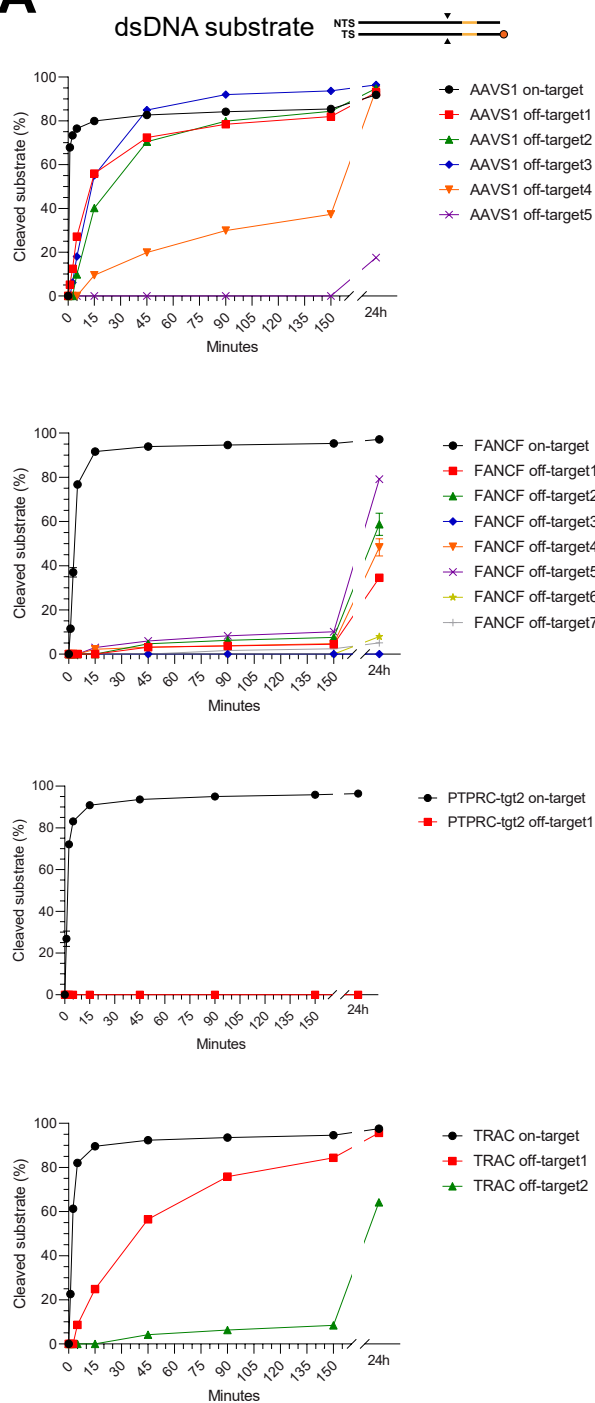 A
dsDNA substrate
NTS
TS
Cleaved substrate (%)
100
80
60
40
20
0
0 15 30 45 60 75 90 105 120 135 150 24h
Minutes
AAVS1 on-target
AAVS1 off-target1
AAVS1 off-target2
AAVS1 off-target3
AAVS1 off-target4
AAVS1 off-target5
Cleaved substrate (%)
100
80
60
40
20
0
0 15 30 45 60 75 90 105 120 135 150 24h
Minutes
FANCF on-target
FANCF off-target1
FANCF off-target2
FANCF off-target3
FANCF off-target4
FANCF off-target5
FANCF off-target6
FANCF off-target7
Cleaved substrate (%)
100
80
60
40
20
0
0 15 30 45 60 75 90 105 120 135 150 24h
Minutes
PTPRC-tgt2 on-target
PTPRC-tgt2 off-target1
Cleaved substrate (%)
100
80
60
40
20
0
0 15 30 45 60 75 90 105 120 135 150 24h
Minutes
TRAC on-target
TRAC off-target1
TRAC off-target2